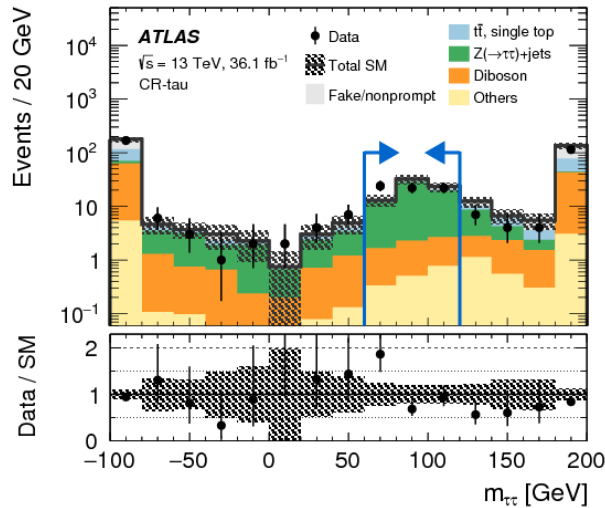 ATLAS
√s = 13 TeV, 36.1 fb⁻¹
CR-tau
Data
Total SM
Fake/nonprompt
tt̄, single top
Z(→ττ)+jets
Diboson
Others
Events / 20 GeV
10⁴
10³
10²
10
1
10⁻¹
Data / SM
2
1
0
−100 −50 0 50 100 150 200
m_ττ [GeV]